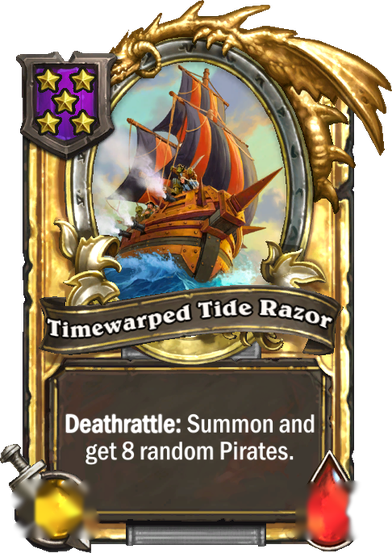 Timewarped Tide Razor
Deathrattle: Summon and
get 8 random Pirates.